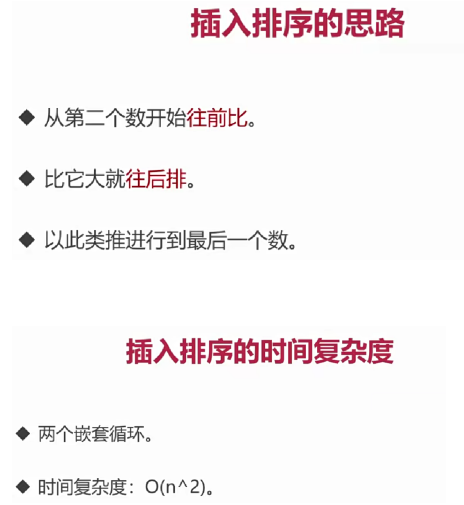 插入排序的思路
◆ 从第二个数开始往前比。
◆ 比它大就往后排。
◆ 以此类推进行到最后一个数。
插入排序的时间复杂度
◆ 两个嵌套循环。
◆ 时间复杂度：O(n^2)。